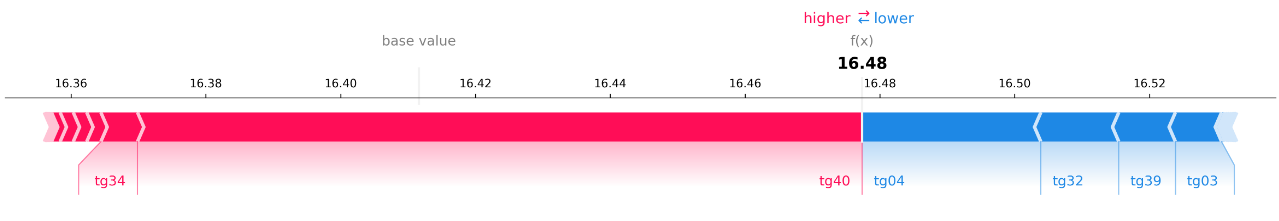 higher ⇄ lower
base value f(x)
16.48
16.36 16.38 16.40 16.42 16.44 16.46 16.48 16.50 16.52
tg34 tg40 tg04 tg32 tg39 tg03